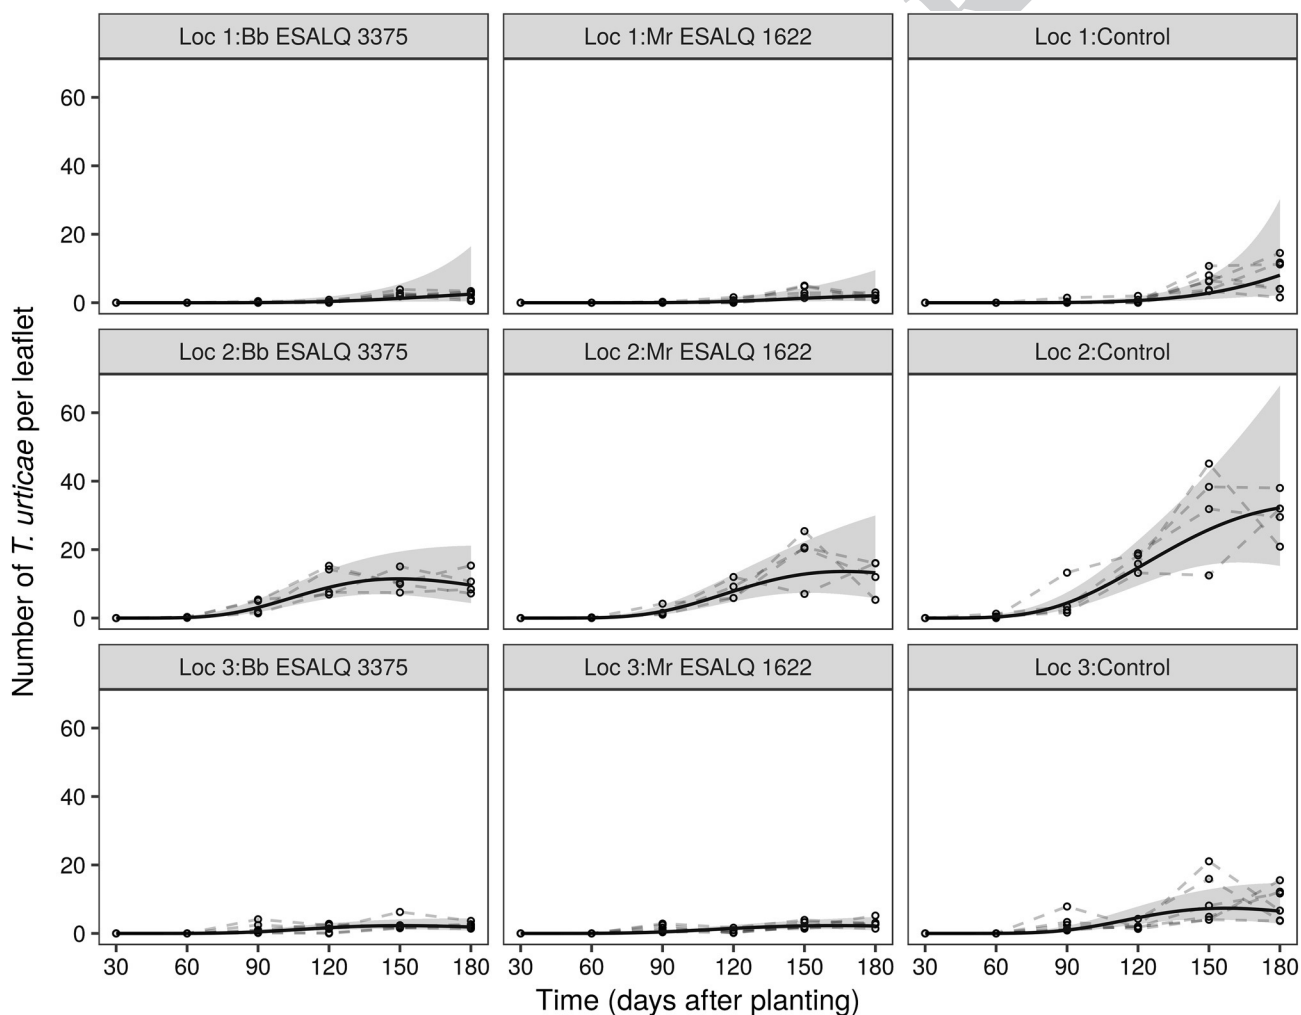 Loc 1:Bb ESALQ 3375 Loc 1:Mr ESALQ 1622 Loc 1:Control
60
40
20
0
Loc 2:Bb ESALQ 3375 Loc 2:Mr ESALQ 1622 Loc 2:Control
60
40
20
0
Loc 3:Bb ESALQ 3375 Loc 3:Mr ESALQ 1622 Loc 3:Control
60
40
20
0
30 60 90 120 150 180 30 60 90 120 150 180 30 60 90 120 150 180
Number of T. urticae per leaflet
Time (days after planting)